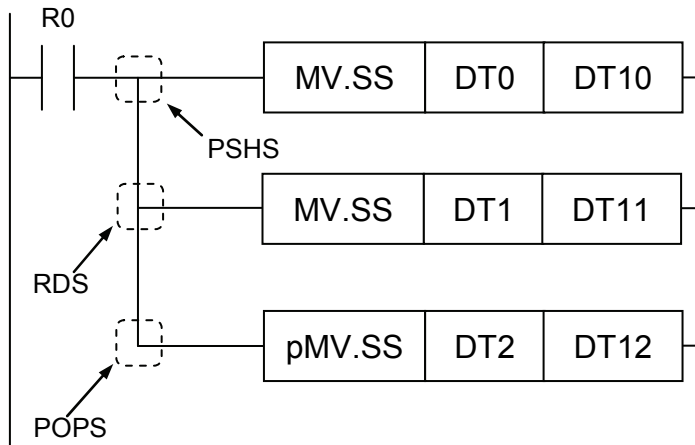 R0
MV.SS DT0 DT10
PSHS
MV.SS DT1 DT11
RDS
pMV.SS DT2 DT12
POPS